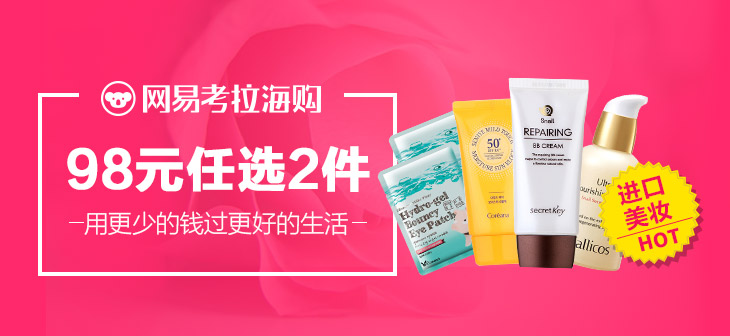 网易考拉海购
98元任选2件
用更少的钱过更好的生活
Hydro-gel
Bouncy
Eye Patch
50+
Coreana
Snail
REPAIRING
BB CREAM
secretKey
进口
美妆
HOT